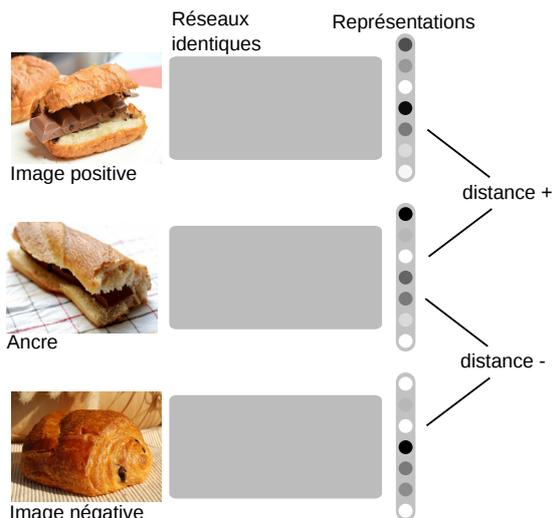 Réseaux
identiques
Représentations
Image positive
distance +
Ancre
distance -
Image négative